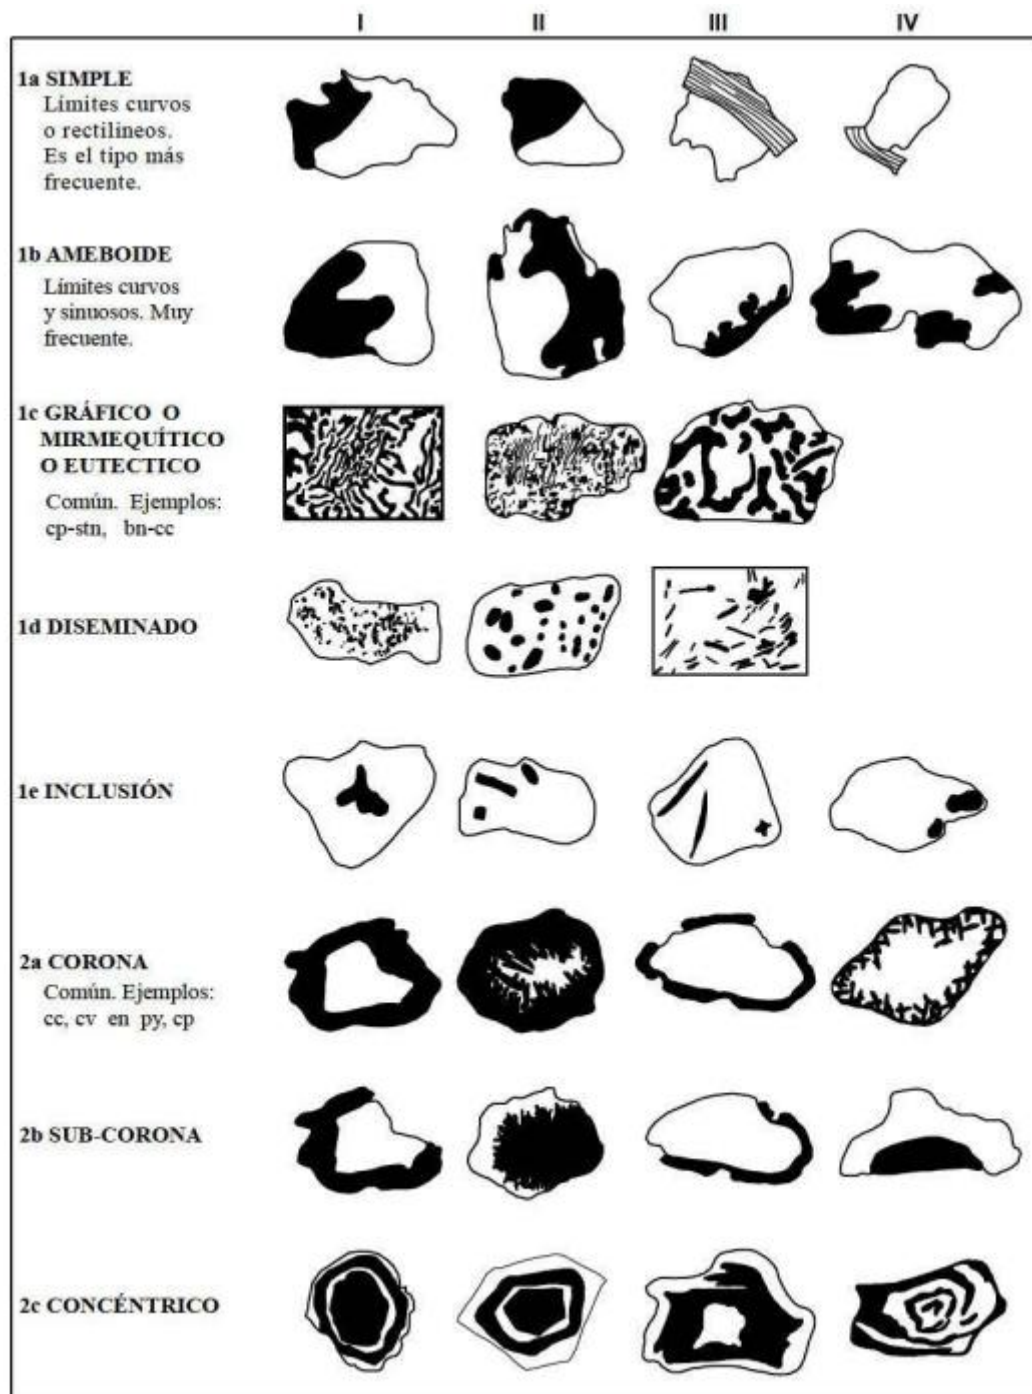 I II III IV
1a SIMPLE
Límites curvos
o rectilineos.
Es el tipo más
frecuente.
1b AMEBOIDE
Límites curvos
y sinuosos. Muy
frecuente.
1c GRÁFICO O
MIRMEQUÍTICO
O EUTECTICO
Común. Ejemplos:
cp-stn, bn-cc
1d DISEMINADO
1e INCLUSIÓN
2a CORONA
Común. Ejemplos:
cc, cv en py, cp
2b SUB-CORONA
2c CONCÉNTRICO